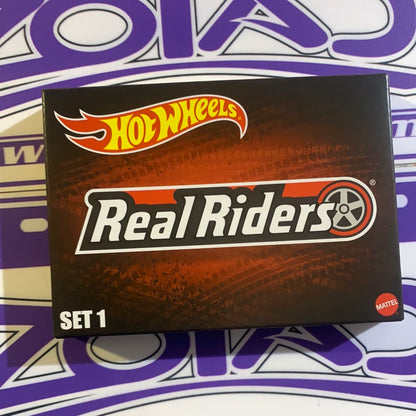 HOT WHEELS
Real Riders®
SET 1
MATTEL